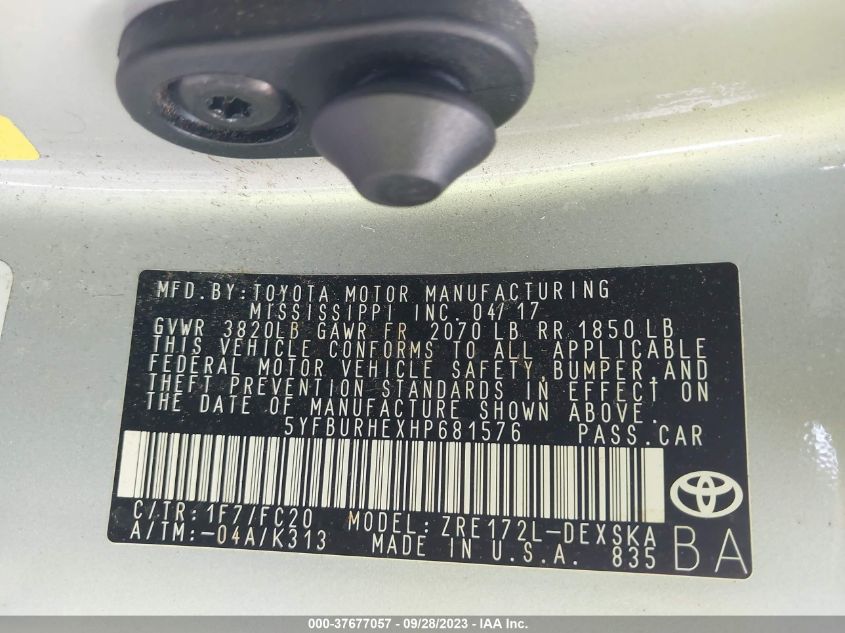 MFD.BY:TOYOTA MOTOR MANUFACTURING
MISSISSIPPI INC. 04/17
GVWR 3820LB GAWR FR 2070 LB RR 1850 LB
THIS VEHICLE CONFORMS TO ALL APPLICABLE
FEDERAL MOTOR VEHICLE SAFETY,BUMPER,AND
THEFT PREVENTION STANDARDS IN EFFECT ON
THE DATE OF MANUFACTURE SHOWN ABOVE.
5YFBURHEXHP681576 PASS.CAR
C/TR:1F7/FC20 MODEL:ZRE172L-DEXSKA
A/TM:-04A/K313 MADE IN U.S.A. 835 BA
000-37677057 - 09/28/2023 - IAA Inc.